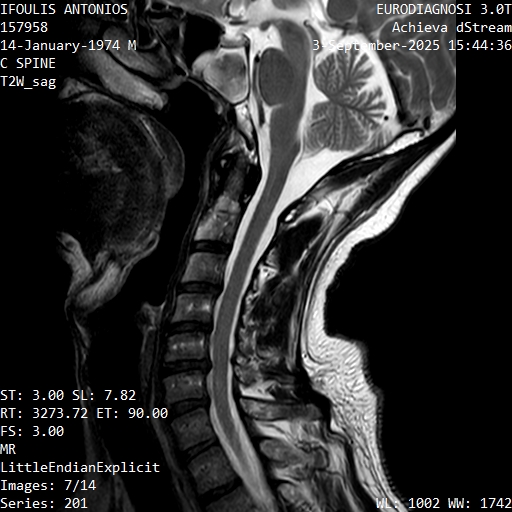 IFOULIS ANTONIOS
157958
14-January-1974 M
C SPINE
T2W_sag
EURODIAGNOSI 3.0T
Achieva dStream
3-September-2025 15:44:36
ST: 3.00 SL: 7.82
RT: 3273.72 ET: 90.00
FS: 3.00
MR
LittleEndianExplicit
Images: 7/14
Series: 201
WL: 1002 WW: 1742